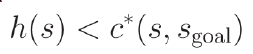 h(s) < c*(s, s_goal)